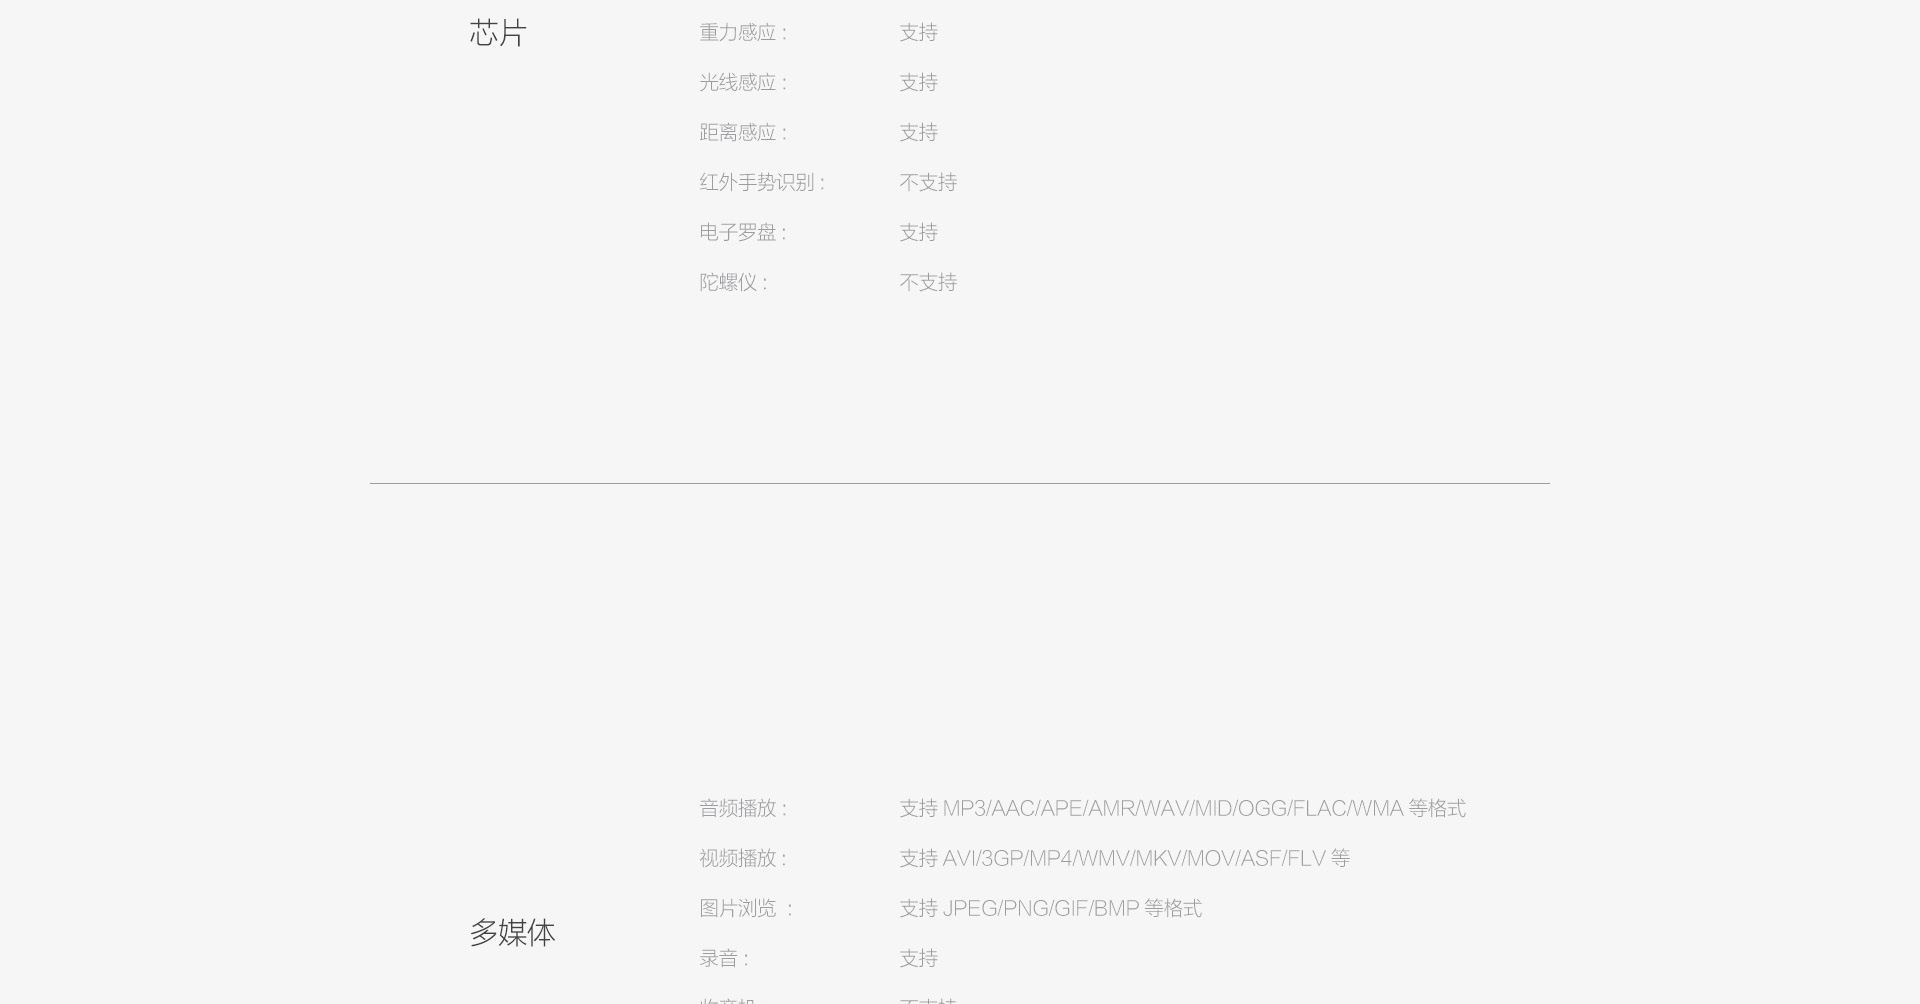 芯片
重力感应： 支持
光线感应： 支持
距离感应： 支持
红外手势识别： 不支持
电子罗盘： 支持
陀螺仪： 不支持
音频播放： 支持 MP3/AAC/APE/AMR/WAV/MID/OGG/FLAC/WMA 等格式
视频播放： 支持 AVI/3GP/MP4/WMV/MKV/MOV/ASF/FLV 等
图片浏览 ： 支持 JPEG/PNG/GIF/BMP 等格式
多媒体
录音： 支持